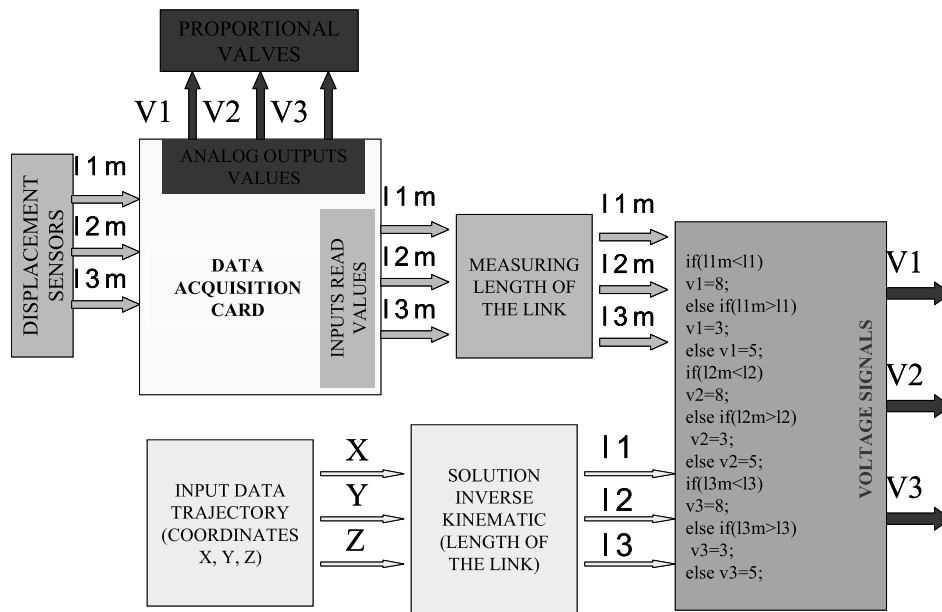 PROPORTIONAL
VALVES
V1
V2
V3
ANALOG OUTPUTS
VALUES
DISPLACEMENT
SENSORS
l1m
l2m
l3m
DATA
ACQUISITION
CARD
INPUTS READ
VALUES
l1m
l2m
l3m
MEASURING
LENGTH OF
THE LINK
l1m
l2m
l3m
if(l1m<l1)
v1=8;
else if(l1m>l1)
v1=3;
else v1=5;
if(l2m<l2)
v2=8;
else if(l2m>l2)
v2=3;
else v2=5;
if(l3m<l3)
v3=8;
else if(l3m>l3)
v3=3;
else v3=5;
VOLTAGE SIGNALS
V1
V2
V3
INPUT DATA
TRAJECTORY
(COORDINATES
X, Y, Z)
X
Y
Z
SOLUTION
INVERSE
KINEMATIC
(LENGTH OF
THE LINK)
l1
l2
l3